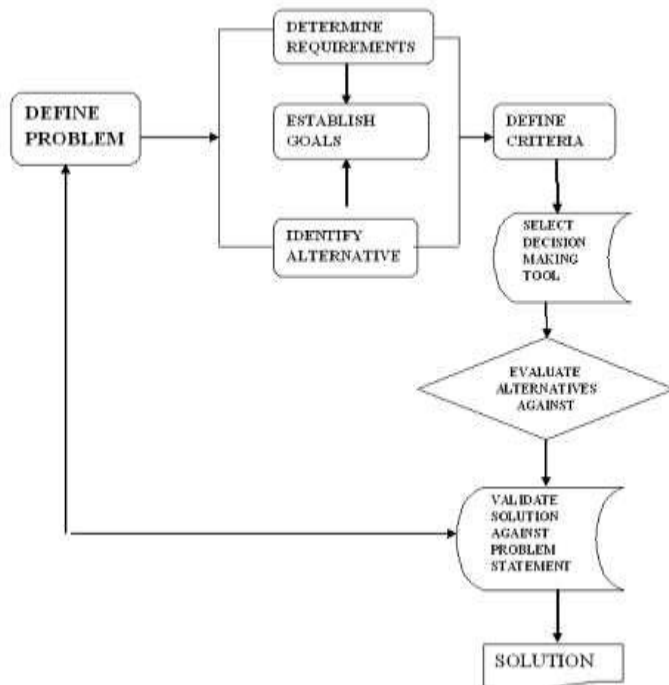 DETERMINE
REQUIREMENTS
DEFINE
PROBLEM
ESTABLISH
GOALS
DEFINE
CRITERIA
IDENTIFY
ALTERNATIVE
SELECT
DECISION
MAKING
TOOL
EVALUATE
ALTERNATIVES
AGAINST
VALIDATE
SOLUTION
AGAINST
PROBLEM
STATEMENT
SOLUTION